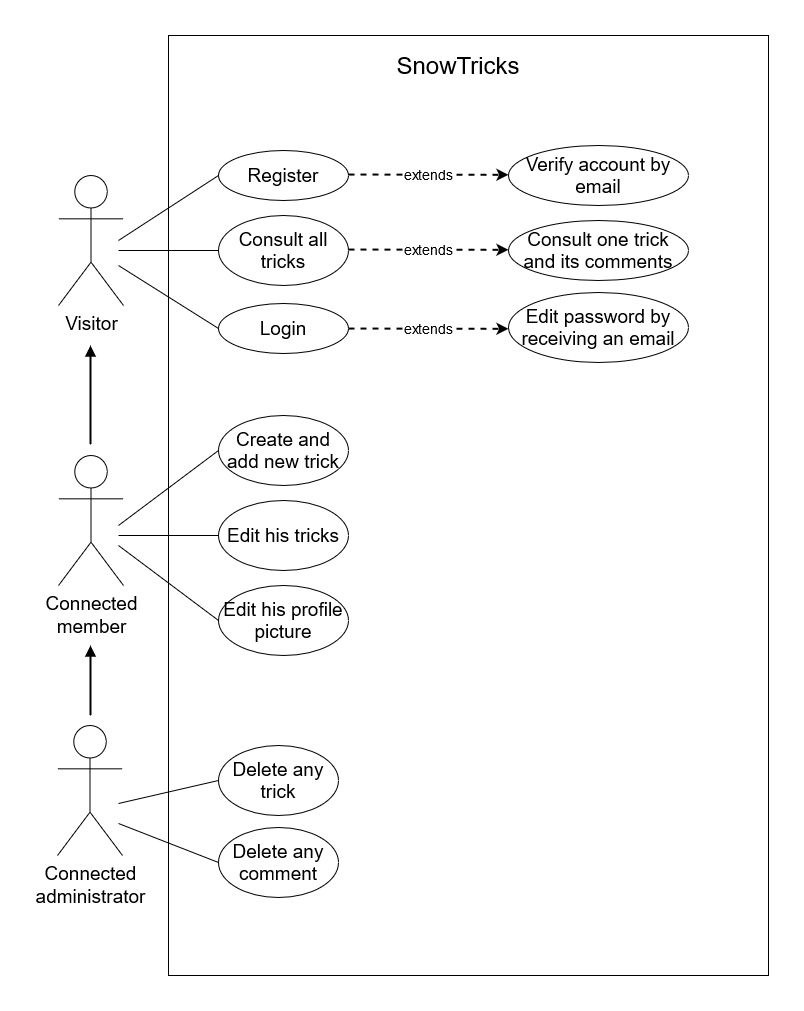 SnowTricks
Register
extends
Verify account by
email
Consult all
tricks
extends
Consult one trick
and its comments
Visitor
Login
extends
Edit password by
receiving an email
Create and
add new trick
Edit his tricks
Connected
member
Edit his profile
picture
Delete any
trick
Delete any
comment
Connected
administrator